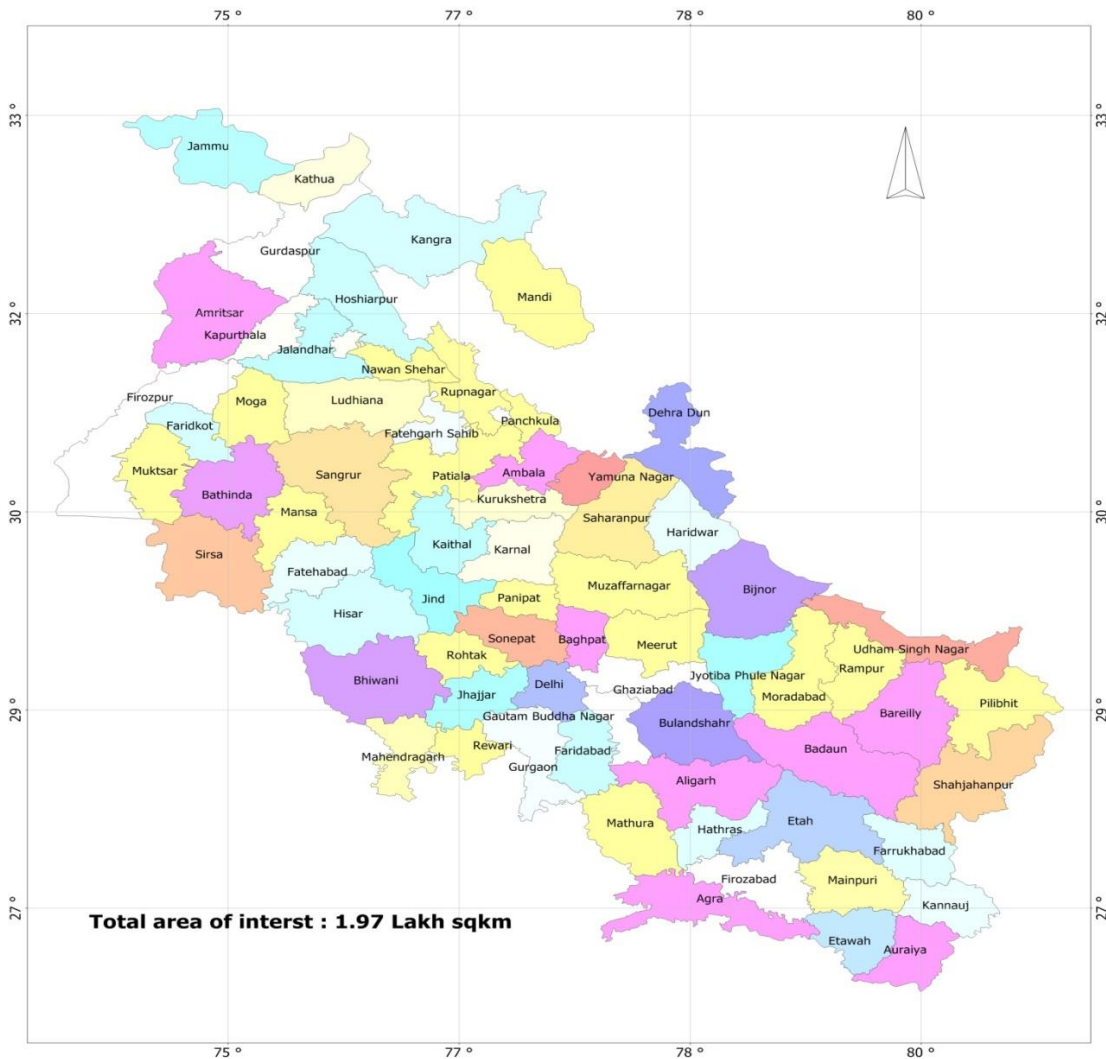 75 ° 77 ° 78 ° 80 °
33 ° 33 °
Jammu
Kathua
Kangra
Gurdaspur
Mandi
Hoshiarpur
32 ° 32 °
Amritsar
Kapurthala
Jalandhar
Nawan Shehar
Rupnagar
Firozpur
Moga
Ludhiana
Dehra Dun
Faridkot
Fatehgarh Sahib
Panchkula
Muktsar
Sangrur
Patiala
Ambala
Yamuna Nagar
Bathinda
Kurukshetra
Mansa
30 ° 30 °
Saharanpur
Haridwar
Sirsa
Kaithal
Karnal
Fatehabad
Muzaffarnagar
Bijnor
Jind
Panipat
Hisar
Sonepat
Baghpat
Meerut
Udham Singh Nagar
Rohtak
Rampur
Bhiwani
Jyotiba Phule Nagar
Delhi
Ghaziabad
Jhajjar
Moradabad
Pilibhit
29 ° 29 °
Gautam Buddha Nagar
Bulandshahr
Bareilly
Rewari
Faridabad
Badaun
Mahendragarh
Gurgaon
Aligarh
Shahjahanpur
Mathura
Hathras
Etah
Farrukhabad
Firozabad
Mainpuri
Agra
Kannauj
27 ° 27 °
Total area of interst : 1.97 Lakh sqkm
Etawah
Auraiya
75 ° 77 ° 78 ° 80 °